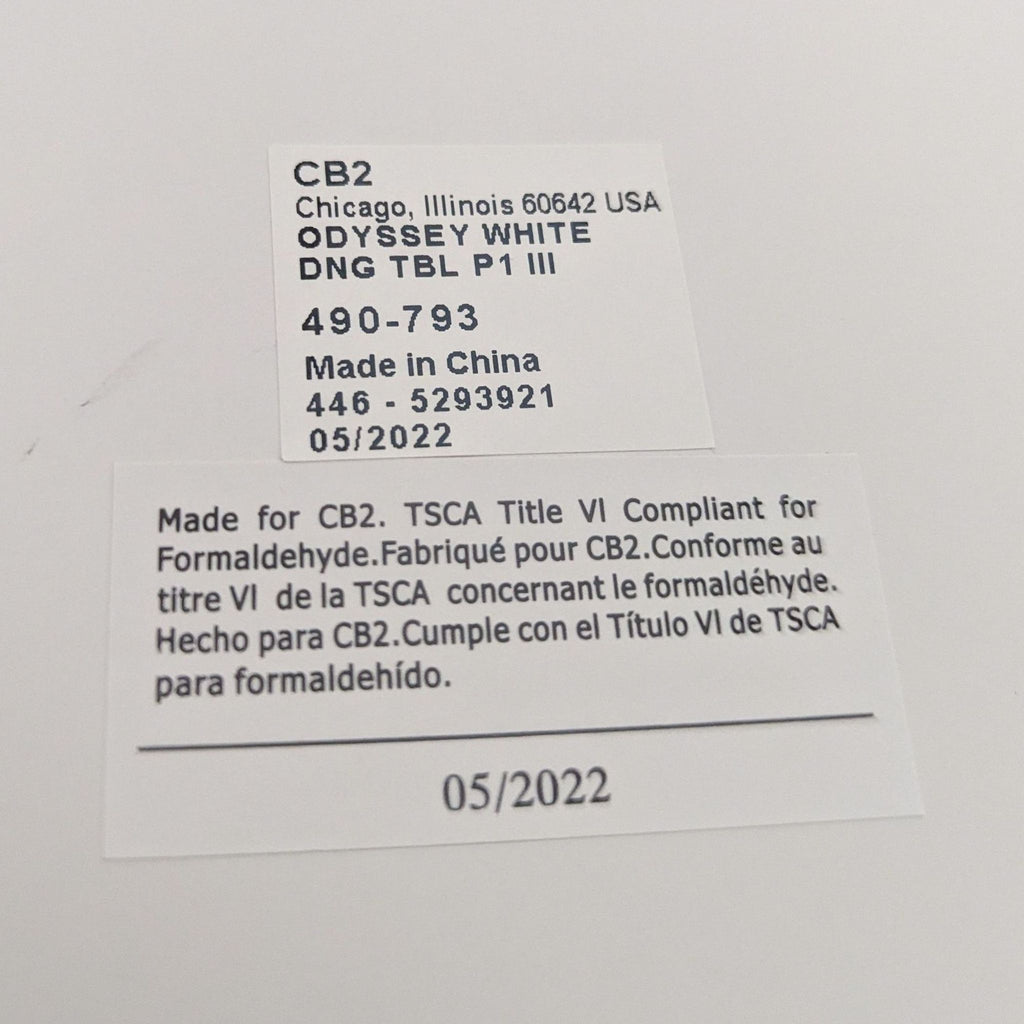 CB2
Chicago, Illinois 60642 USA
ODYSSEY WHITE
DNG TBL P1 III
490-793
Made in China
446 - 5293921
05/2022
Made for CB2. TSCA Title VI Compliant for
Formaldehyde.Fabriqué pour CB2.Conforme au
titre VI de la TSCA concernant le formaldéhyde.
Hecho para CB2.Cumple con el Título VI de TSCA
para formaldehído.
05/2022